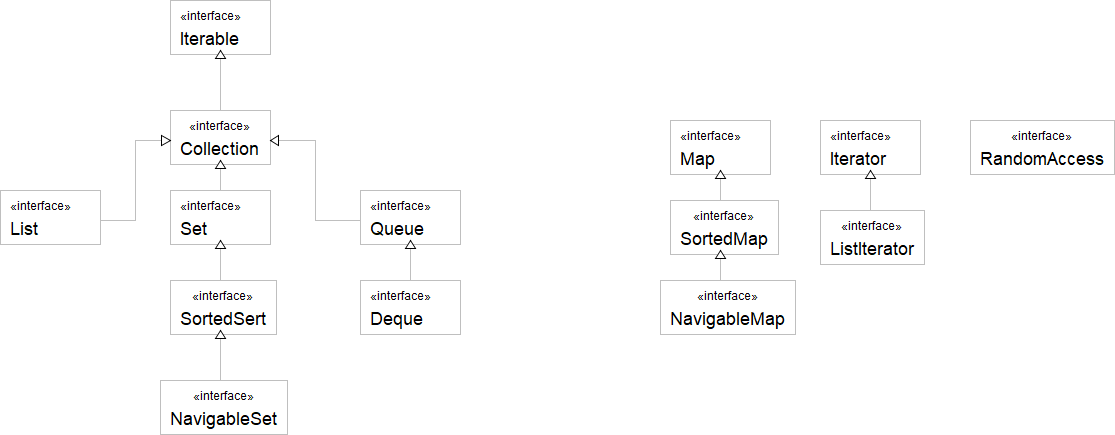 «interface»
Iterable
«interface»
Collection
«interface»
List
«interface»
Set
«interface»
Queue
«interface»
SortedSert
«interface»
Deque
«interface»
NavigableSet
«interface»
Map
«interface»
SortedMap
«interface»
NavigableMap
«interface»
Iterator
«interface»
ListIterator
«interface»
RandomAccess